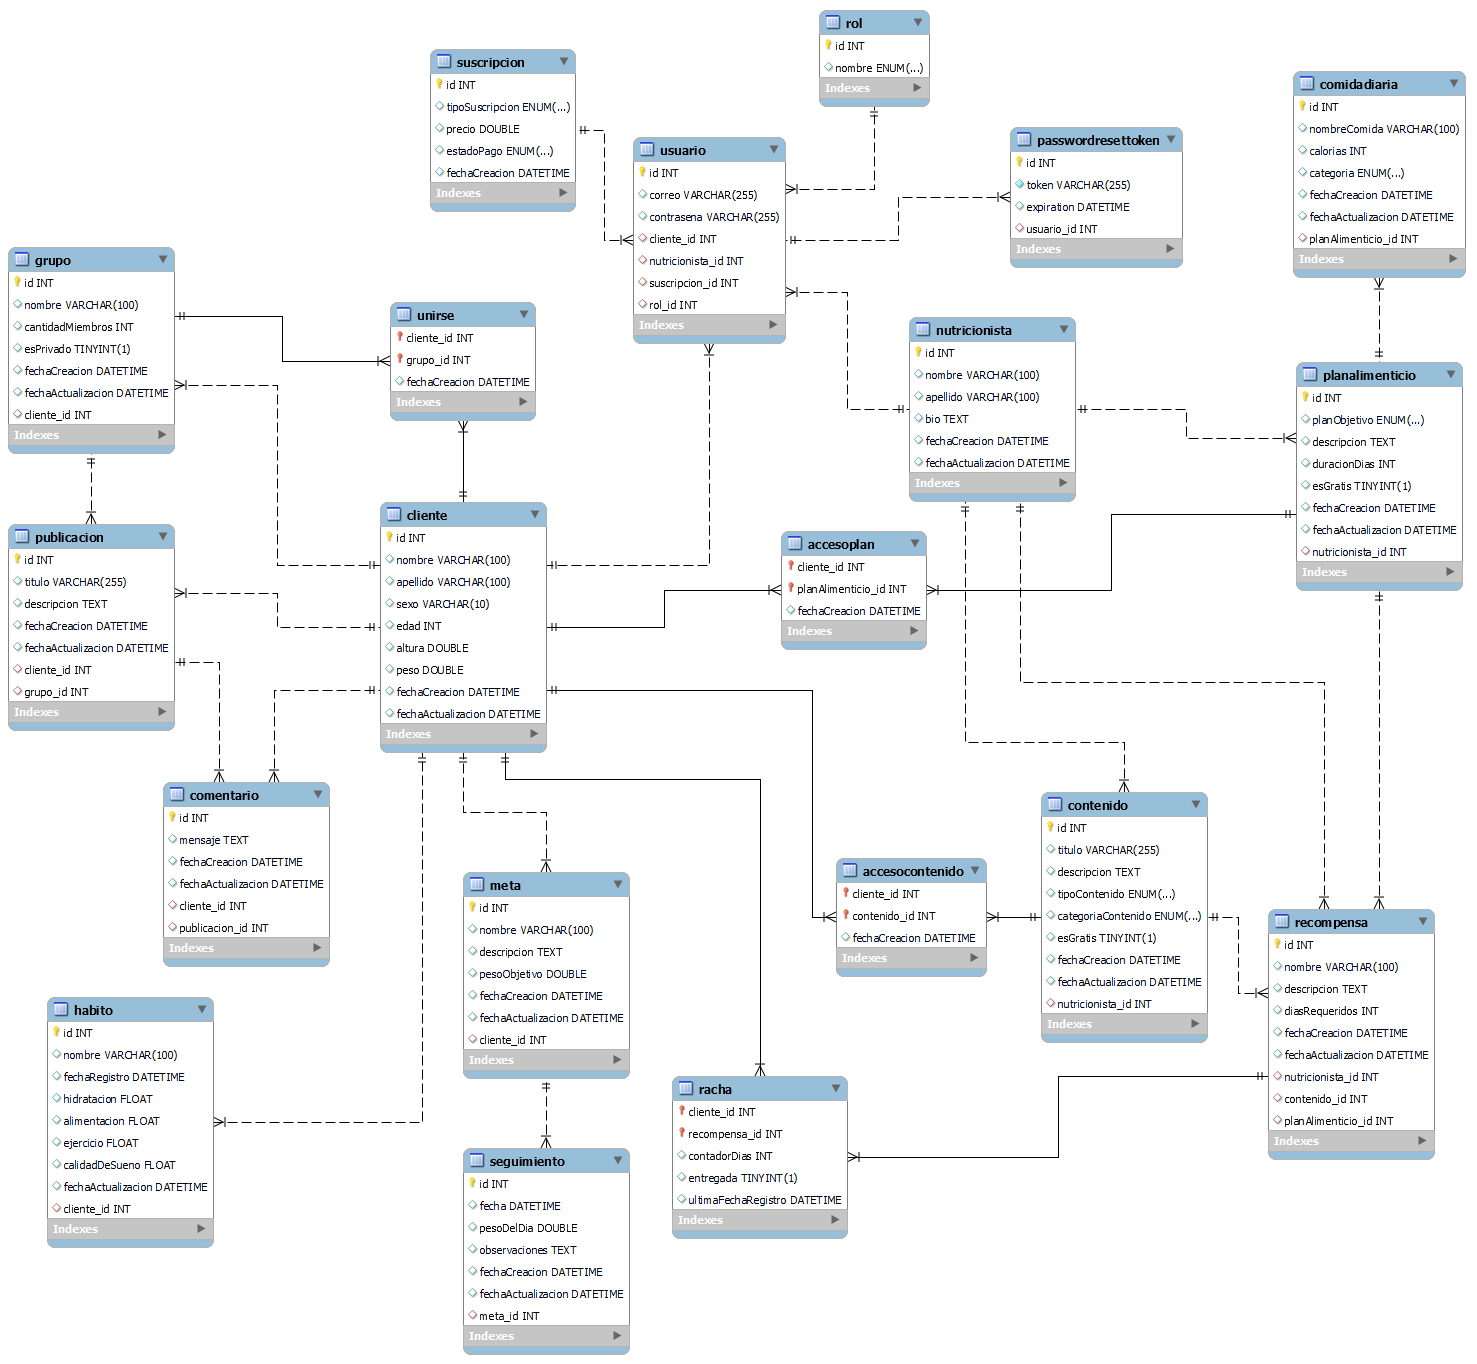 rol
id INT
nombre ENUM(...)
Indexes
suscripcion
id INT
tipoSuscripcion ENUM(...)
precio DOUBLE
estadoPago ENUM(...)
fechaCreacion DATETIME
Indexes
comidadiaria
id INT
nombreComida VARCHAR(100)
calorias INT
categoria ENUM(...)
fechaCreacion DATETIME
fechaActualizacion DATETIME
planAlimenticio_id INT
Indexes
usuario
id INT
correo VARCHAR(255)
contrasena VARCHAR(255)
cliente_id INT
nutricionista_id INT
suscripcion_id INT
rol_id INT
Indexes
passwordresettoken
id INT
token VARCHAR(255)
expiration DATETIME
usuario_id INT
Indexes
grupo
id INT
nombre VARCHAR(100)
cantidadMiembros INT
esPrivado TINYINT(1)
fechaCreacion DATETIME
fechaActualizacion DATETIME
cliente_id INT
Indexes
unirse
cliente_id INT
grupo_id INT
fechaCreacion DATETIME
Indexes
nutricionista
id INT
nombre VARCHAR(100)
apellido VARCHAR(100)
bio TEXT
fechaCreacion DATETIME
fechaActualizacion DATETIME
Indexes
planalimenticio
id INT
planObjetivo ENUM(...)
descripcion TEXT
duracionDias INT
esGratis TINYINT(1)
fechaCreacion DATETIME
fechaActualizacion DATETIME
nutricionista_id INT
Indexes
publicacion
id INT
titulo VARCHAR(255)
descripcion TEXT
fechaCreacion DATETIME
fechaActualizacion DATETIME
cliente_id INT
grupo_id INT
Indexes
cliente
id INT
nombre VARCHAR(100)
apellido VARCHAR(100)
sexo VARCHAR(10)
edad INT
altura DOUBLE
peso DOUBLE
fechaCreacion DATETIME
fechaActualizacion DATETIME
Indexes
accesoplan
cliente_id INT
planAlimenticio_id INT
fechaCreacion DATETIME
Indexes
comentario
id INT
mensaje TEXT
fechaCreacion DATETIME
fechaActualizacion DATETIME
cliente_id INT
publicacion_id INT
Indexes
meta
id INT
nombre VARCHAR(100)
descripcion TEXT
pesoObjetivo DOUBLE
fechaCreacion DATETIME
fechaActualizacion DATETIME
cliente_id INT
Indexes
accesocontenido
cliente_id INT
contenido_id INT
fechaCreacion DATETIME
Indexes
contenido
id INT
titulo VARCHAR(255)
descripcion TEXT
tipoContenido ENUM(...)
categoriaContenido ENUM(...)
esGratis TINYINT(1)
fechaCreacion DATETIME
fechaActualizacion DATETIME
nutricionista_id INT
Indexes
recompensa
id INT
nombre VARCHAR(100)
descripcion TEXT
diasRequeridos INT
fechaCreacion DATETIME
fechaActualizacion DATETIME
nutricionista_id INT
contenido_id INT
planAlimenticio_id INT
Indexes
habito
id INT
nombre VARCHAR(100)
fechaRegistro DATETIME
hidratacion FLOAT
alimentacion FLOAT
ejercicio FLOAT
calidadDeSueno FLOAT
fechaActualizacion DATETIME
cliente_id INT
Indexes
racha
cliente_id INT
recompensa_id INT
contadorDias INT
entregada TINYINT(1)
ultimaFechaRegistro DATETIME
Indexes
seguimiento
id INT
fecha DATETIME
pesoDelDia DOUBLE
observaciones TEXT
fechaCreacion DATETIME
fechaActualizacion DATETIME
meta_id INT
Indexes